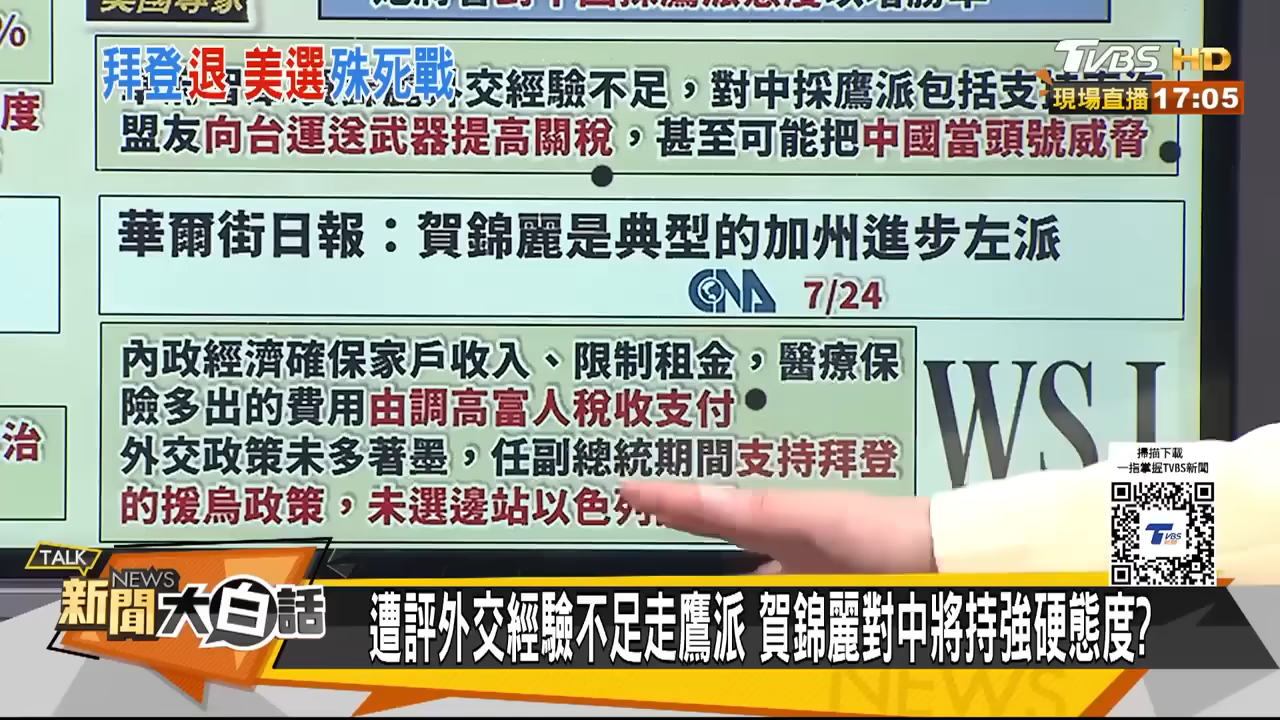 %
度
治
拜登退 美選殊死戰
TVBS HD
現場直播 17:05
交經驗不足，對中採鷹派包括支
盟友向台運送武器提高關稅，甚至可能把中國當頭號威脅
華爾街日報：賀錦麗是典型的加州進步左派
CNA 7/24
內政經濟確保家戶收入、限制租金，醫療保
險多出的費用由調高富人稅收支付
外交政策未多著墨，任副總統期間支持拜登
的援烏政策，未選邊站以色列
WSJ
掃描下載
一指掌握TVBS新聞
TVBS
TALK
NEWS
新聞大白話
遭評外交經驗不足走鷹派 賀錦麗對中將持強硬態度?
NEWS